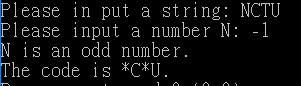 Please in put a string: NCTU
Please input a number N: -1
N is an odd number.
The code is *C*U.